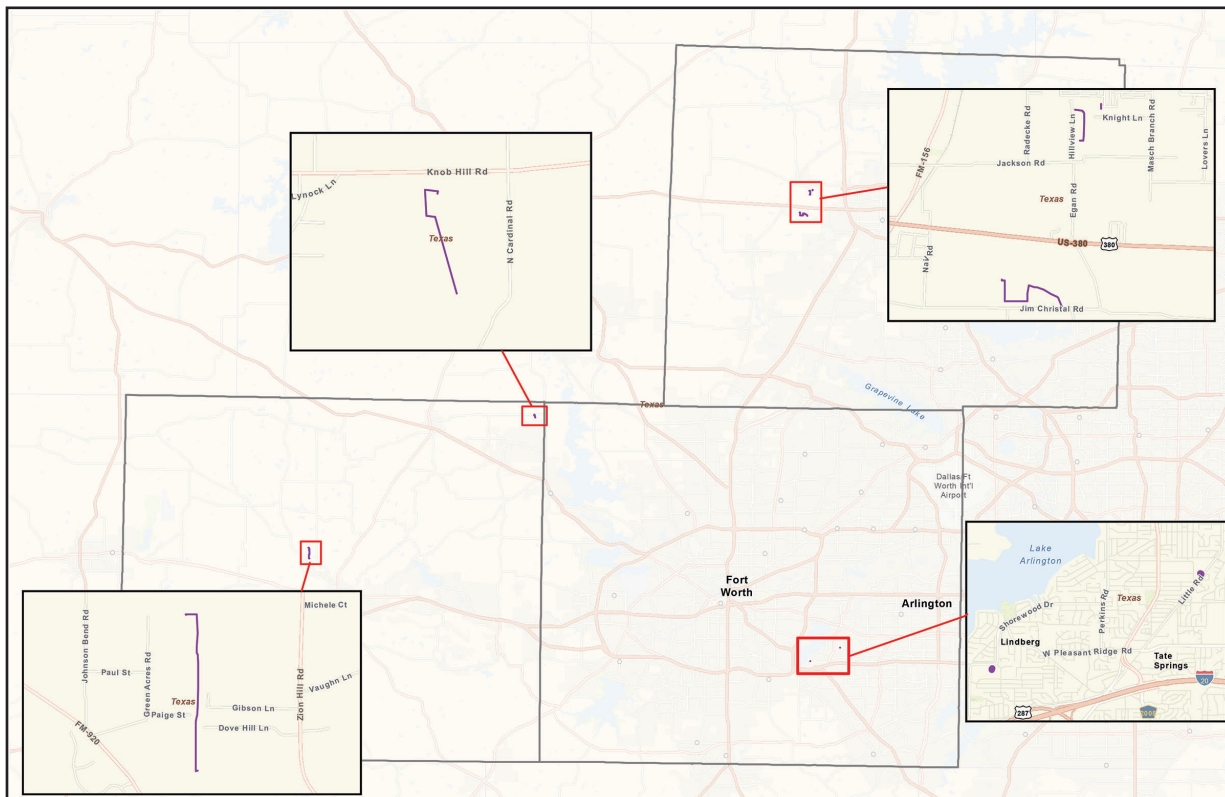 Knob Hill Rd
Lynock Ln
N Cardinal Rd
Texas
FM-156
Radecke Rd
Hillview Ln
Knight Ln
Masch Branch Rd
Lovers Ln
Jackson Rd
Texas
Egan Rd
US-380
380
Nav Rd
Jim Christal Rd
Texas
Grapevine Lake
Dallas/Ft
Worth Int'l
Airport
Fort
Worth
Arlington
Johnson Bend Rd
Paul St
Green Acres Rd
Texas
Paige St
FM-920
Michele Ct
Zion Hill Rd
Vaughn Ln
Gibson Ln
Dove Hill Ln
Lake
Arlington
Shorewood Dr
Perkins Rd
Texas
Little Rd
Lindberg
W Pleasant Ridge Rd
Tate
Springs
20
287